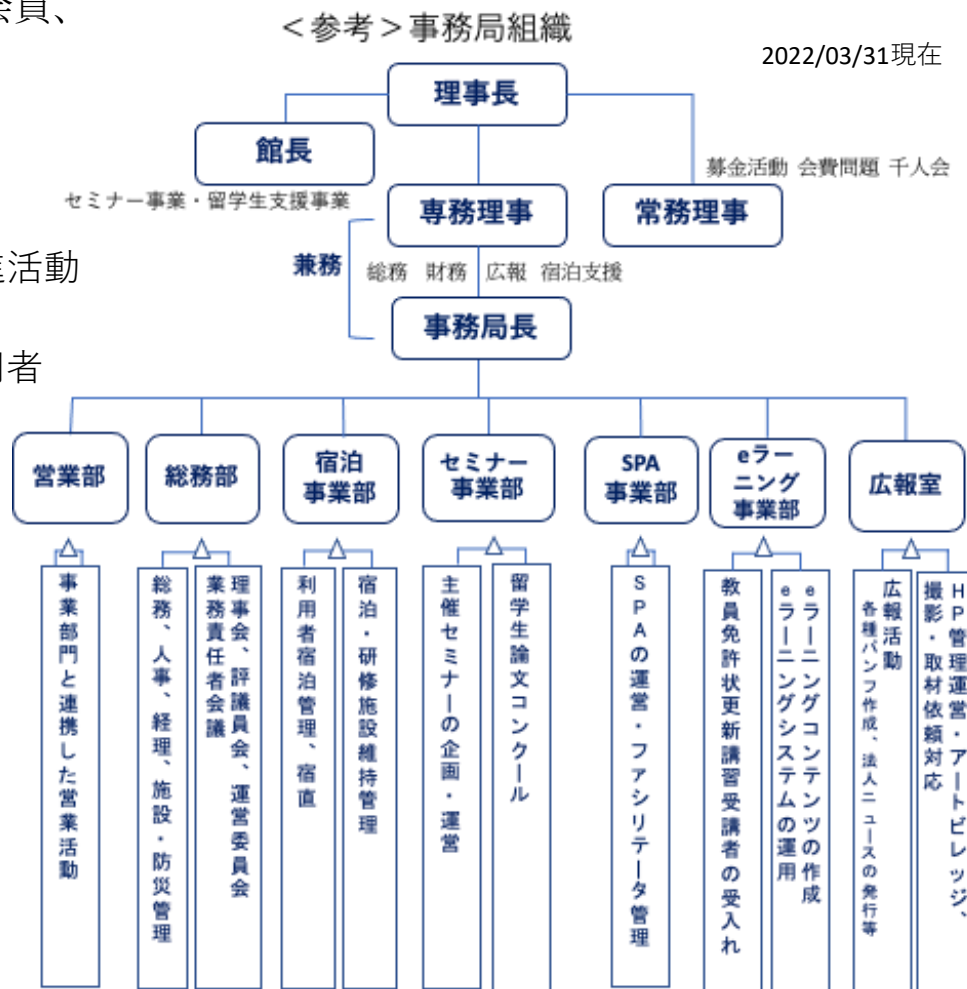 会員、
<参考>事務局組織
2022/03/31現在
理事長
館長
セミナー事業・留学生支援事業
募金活動 会費問題 千人会
専務理事
常務理事
活動
兼務
総務 財務 広報 宿泊支援
事務局長
用者
営業部
総務部
宿泊
事業部
セミナー
事業部
SPA
事業部
eラー
ニング
事業部
広報室
事業部門と連携した営業活動
総務、人事、経理、施設・防災管理
理事会、評議員会、運営委員会
業務責任者会議
利用者宿泊管理、宿直
宿泊・研修施設維持管理
主催セミナーの企画・運営
留学生論文コンクール
SPAの運営・ファシリテータ管理
教員免許状更新講習受講者の受入れ
eラーニングコンテンツの作成
eラーニングシステムの運用
広報活動
各種パンフ作成、法人ニュースの発行等
HP管理運営・アートビレッジ、
撮影・取材依頼対応